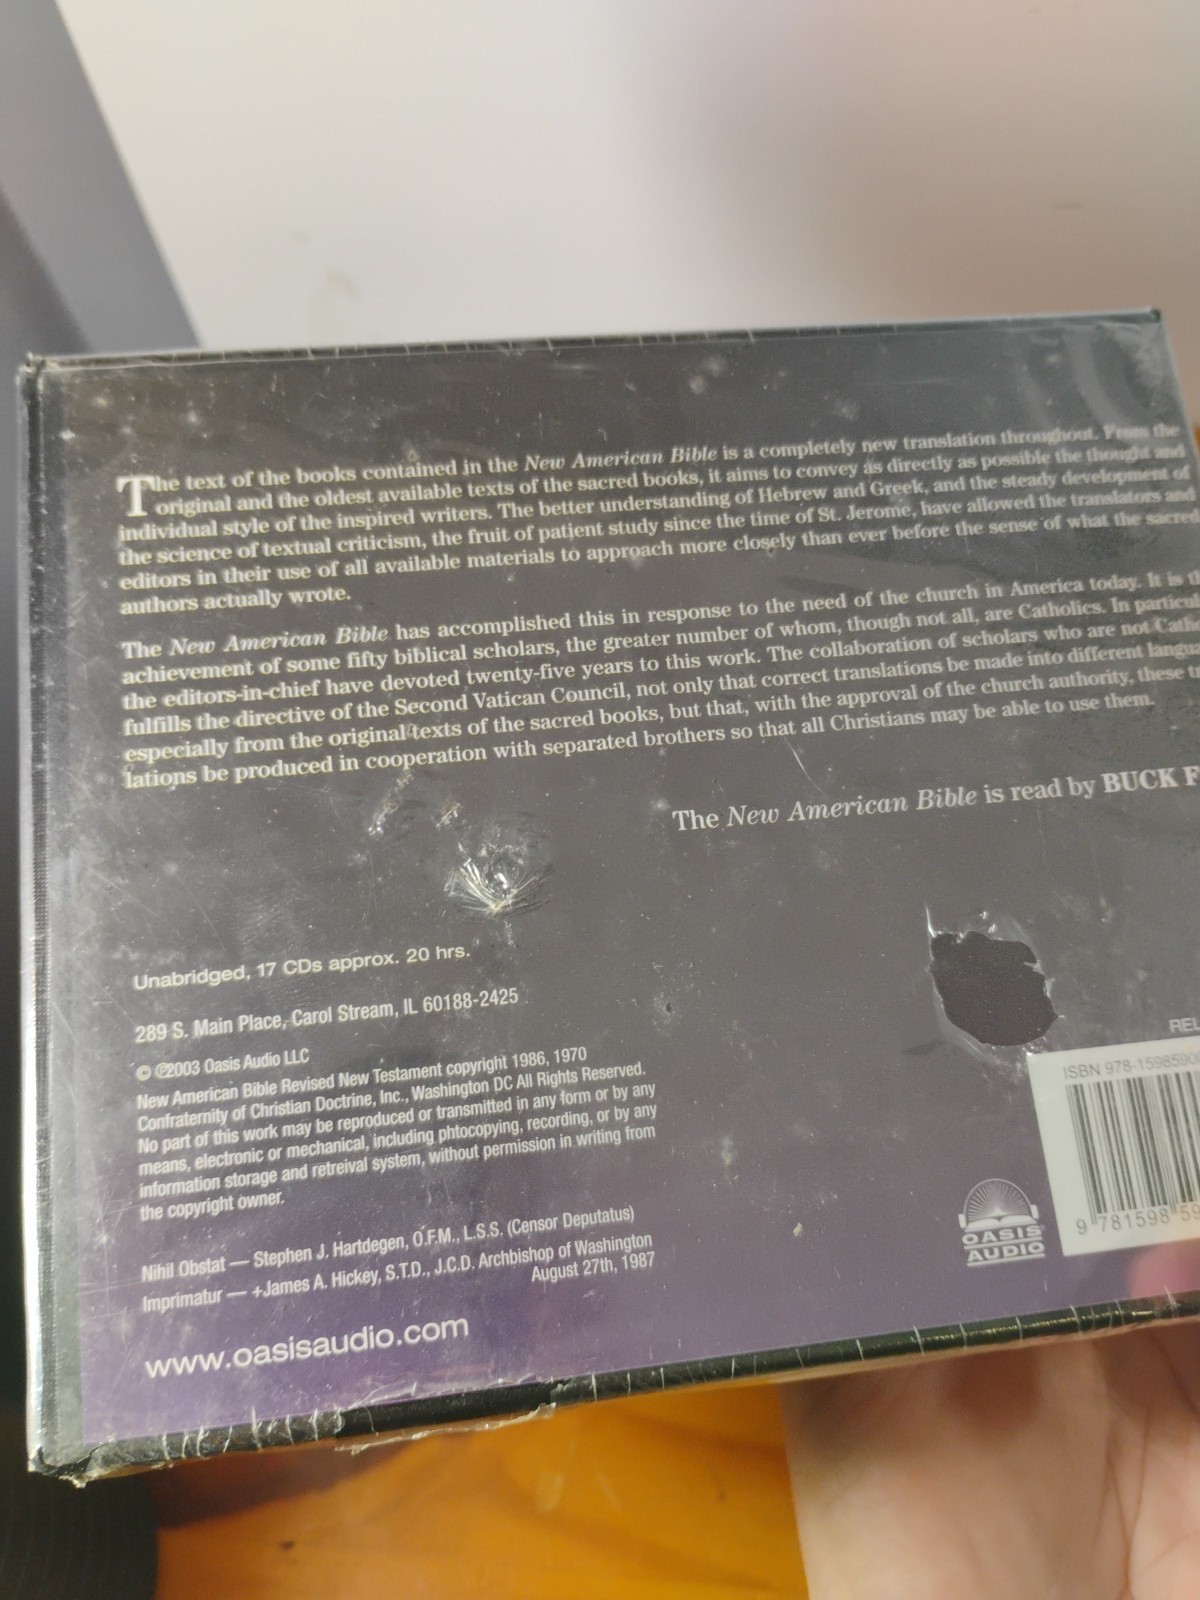 The text of the books contained in the New American Bible is a completely new translation throughout. From the
original and the oldest available texts of the sacred books, it aims to convey as directly as possible the thought and
individual style of the inspired writers. The better understanding of Hebrew and Greek, and the steady development of
the science of textual criticism, the fruit of patient study since the time of St. Jerome, have allowed the translators and
editors in their use of all available materials to approach more closely than ever before the sense of what the sacred
authors actually wrote.
The New American Bible has accomplished this in response to the need of the church in America today. It is th
achievement of some fifty biblical scholars, the greater number of whom, though not all, are Catholics. In particul
the editors-in-chief have devoted twenty-five years to this work. The collaboration of scholars who are not Catho
fulfills the directive of the Second Vatican Council, not only that correct translations be made into different langua
especially from the original texts of the sacred books, but that, with the approval of the church authority, these t
lations be produced in cooperation with separated brothers so that all Christians may be able to use them.
The New American Bible is read by BUCK F
Unabridged, 17 CDs approx. 20 hrs.
289 S. Main Place, Carol Stream, IL 60188-2425
© ℗2003 Oasis Audio LLC
New American Bible Revised New Testament copyright 1986, 1970
Confraternity of Christian Doctrine, Inc., Washington DC All Rights Reserved.
No part of this work may be reproduced or transmitted in any form or by any
means, electronic or mechanical, including phtocopying, recording, or by any
information storage and retreival system, without permission in writing from
the copyright owner.
Nihil Obstat — Stephen J. Hartdegen, O.F.M., L.S.S. (Censor Deputatus)
Imprimatur — +James A. Hickey, S.T.D., J.C.D. Archbishop of Washington
August 27th, 1987
www.oasisaudio.com
OASIS
AUDIO
REL
ISBN 978-1598590
9 781598 59